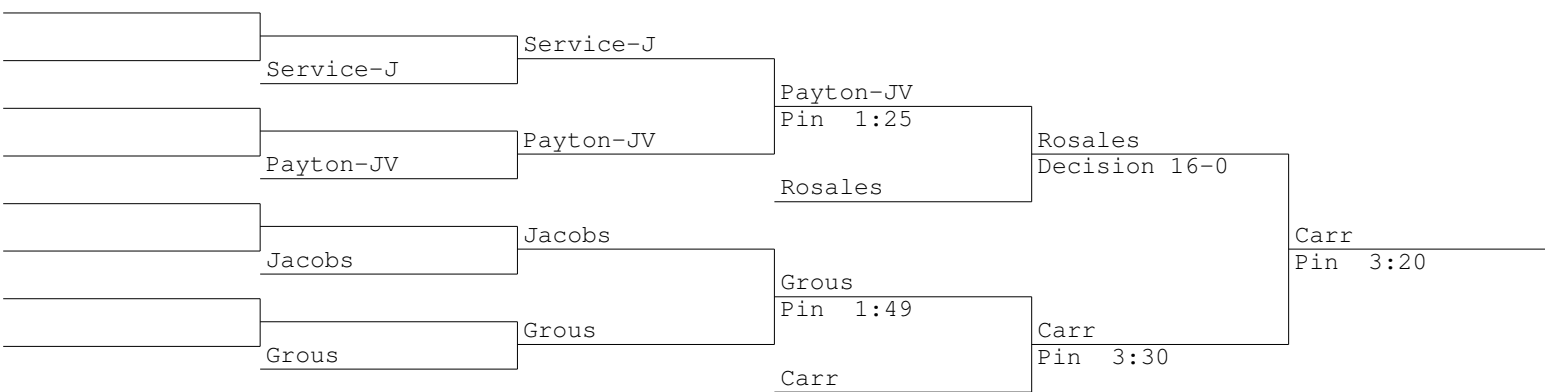 Service-J
Service-J
Payton-JV
Pin 1:25
Payton-JV
Payton-JV
Rosales
Decision 16-0
Rosales
Jacobs
Jacobs
Carr
Pin 3:20
Grous
Pin 1:49
Grous
Grous
Carr
Pin 3:30
Carr